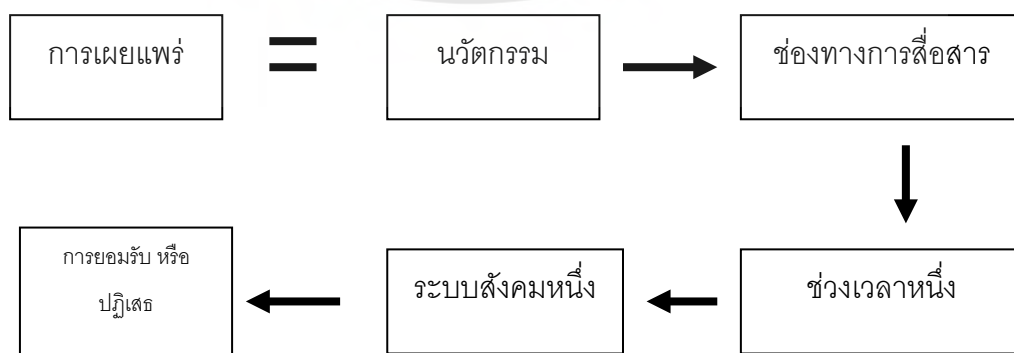 การเผยแพร่
=
นวัตกรรม
ช่องทางการสื่อสาร
ช่วงเวลาหนึ่ง
ระบบสังคมหนึ่ง
การยอมรับ หรือ
ปฏิเสธ